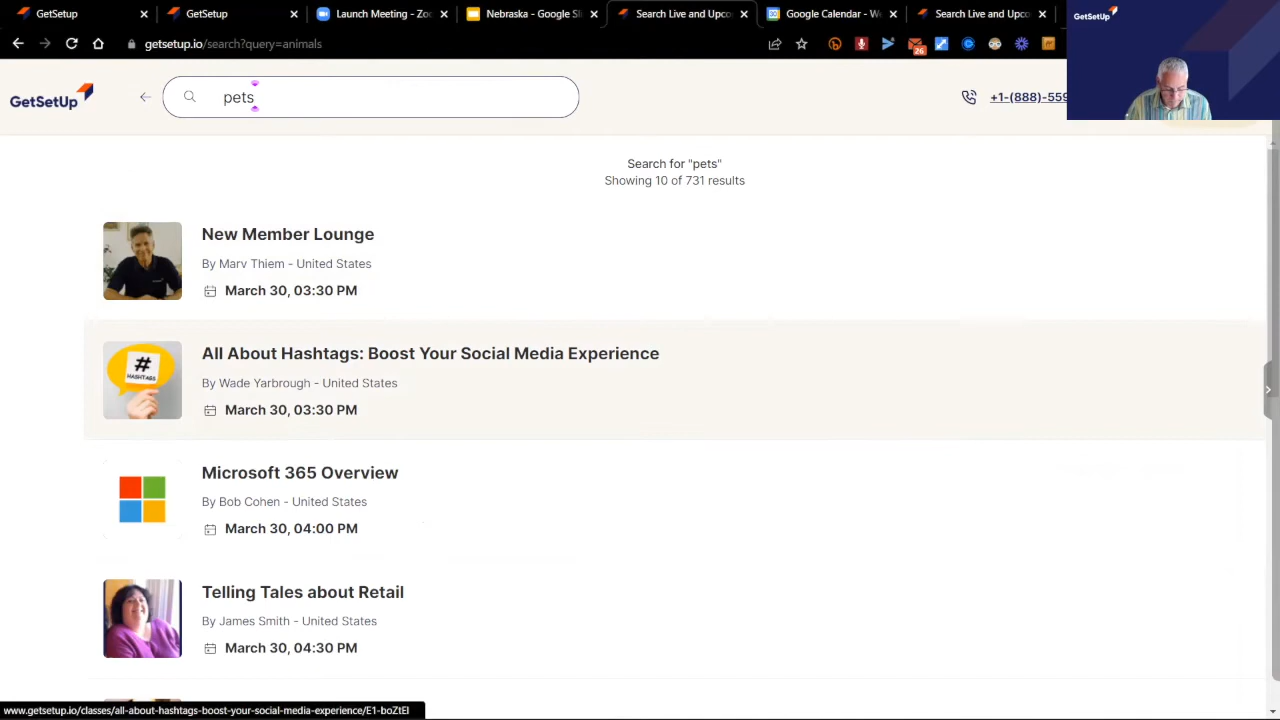 GetSetUp
GetSetUp
Launch Meeting - Zoo
Nebraska - Google Sli
Search Live and Upco
Google Calendar - We
Search Live and Upco
getsetup.io/search?query=animals
26
GetSetUp
GetSetUp
pets
+1-(888)-559
Search for "pets"
Showing 10 of 731 results
New Member Lounge
By Marv Thiem - United States
March 30, 03:30 PM
# HASHTAGS
All About Hashtags: Boost Your Social Media Experience
By Wade Yarbrough - United States
March 30, 03:30 PM
Microsoft 365 Overview
By Bob Cohen - United States
March 30, 04:00 PM
Telling Tales about Retail
By James Smith - United States
March 30, 04:30 PM
www.getsetup.io/classes/all-about-hashtags-boost-your-social-media-experience/E1-boZtEI